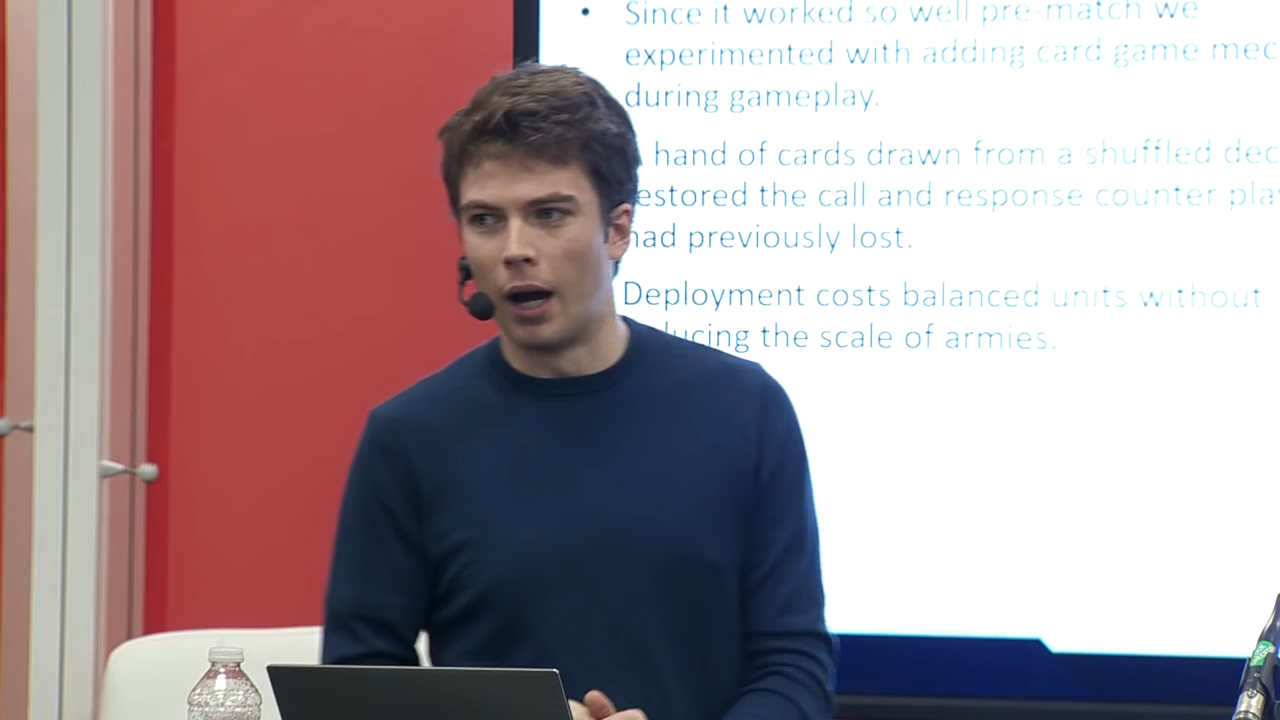 • Since it worked so well pre-match we
experimented with adding card game mec
during gameplay.
hand of cards drawn from a shuffled dec
estored the call and response counter pla
had previously lost.
Deployment costs balanced units without
ucing the scale of armies.